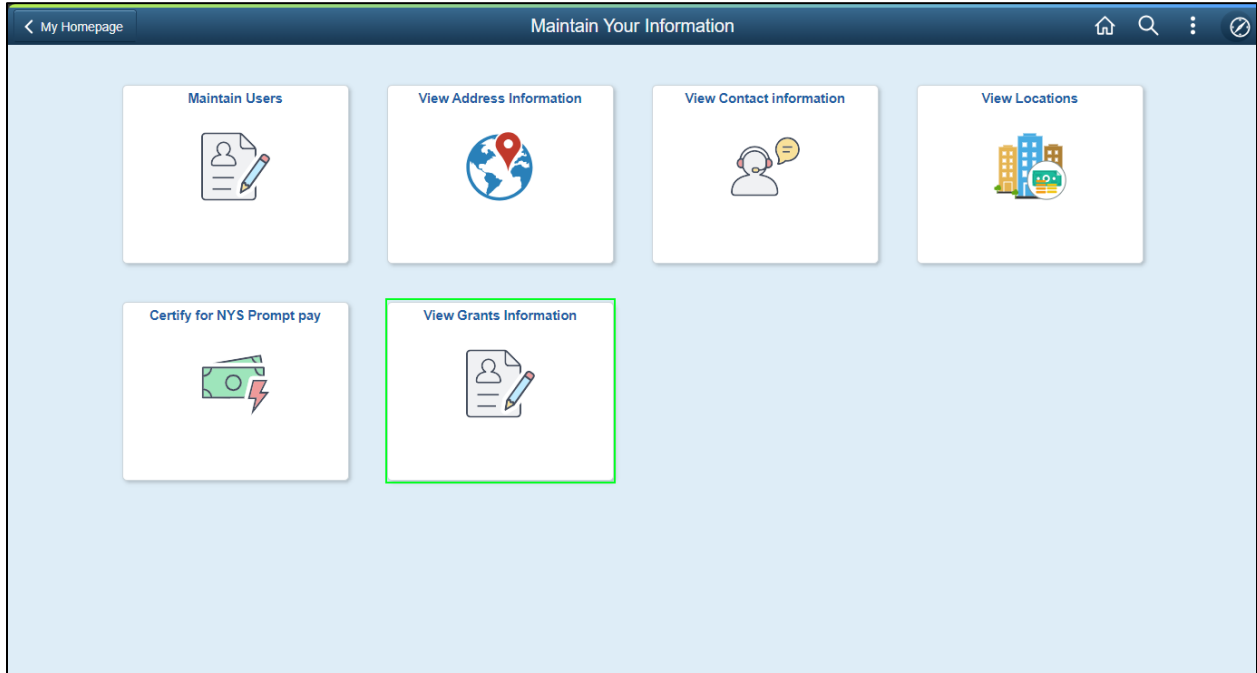 My Homepage
Maintain Your Information
Maintain Users
View Address Information
View Contact information
View Locations
Certify for NYS Prompt pay
View Grants Information